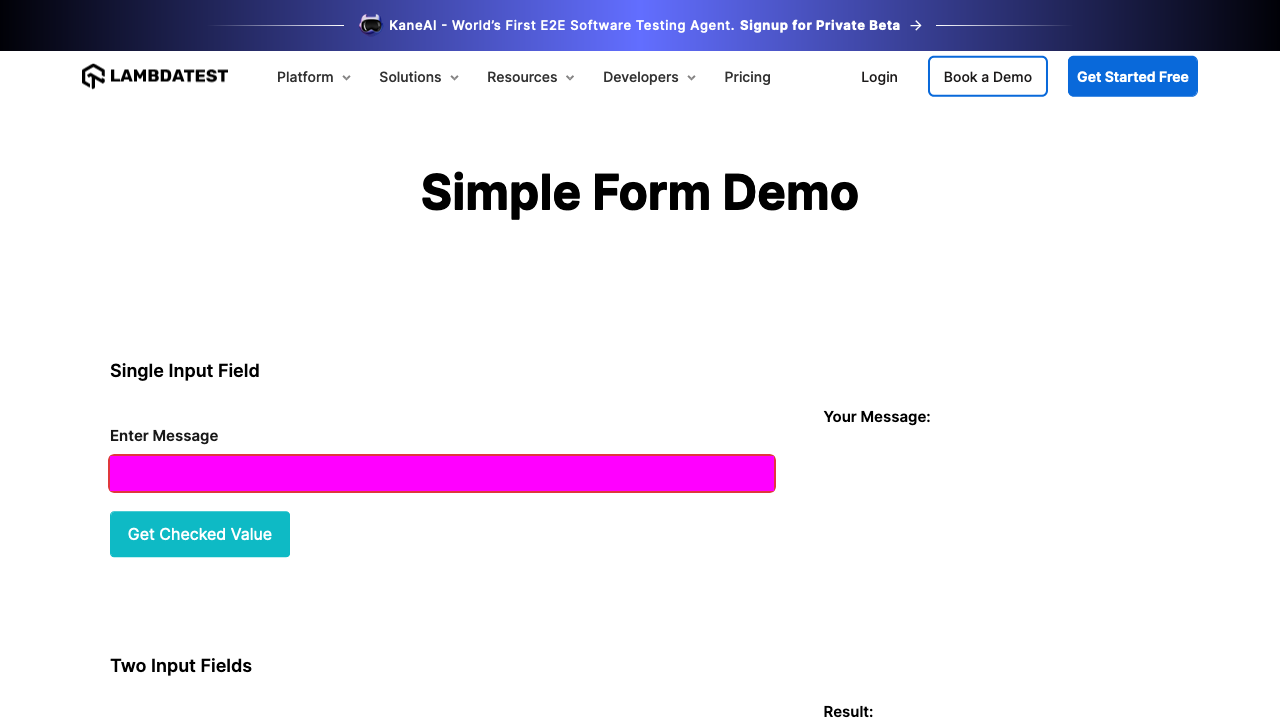 KaneAI - World's First E2E Software Testing Agent. Signup for Private Beta →
LAMBDATEST Platform Solutions Resources Developers Pricing Login Book a Demo Get Started Free
Simple Form Demo
Single Input Field
Your Message:
Enter Message
Get Checked Value
Two Input Fields
Result: